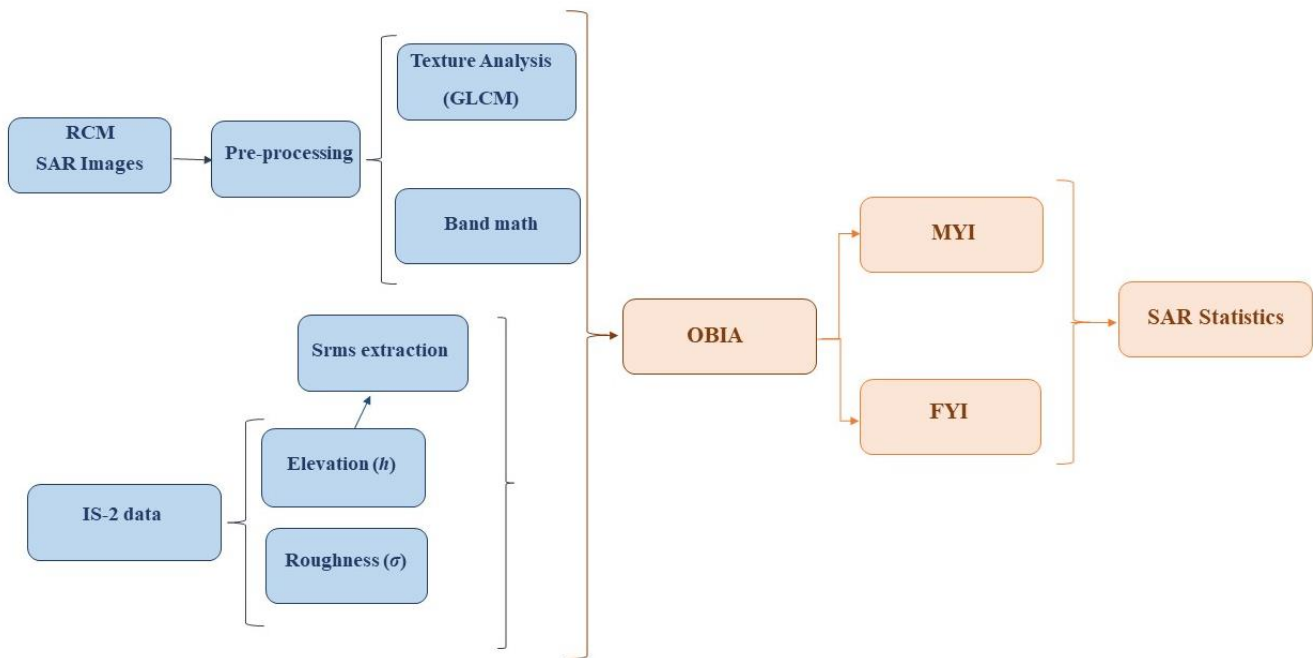 RCM
SAR Images
Pre-processing
Texture Analysis
(GLCM)
Band math
IS-2 data
Srms extraction
Elevation (h)
Roughness (σ)
OBIA
MYI
FYI
SAR Statistics